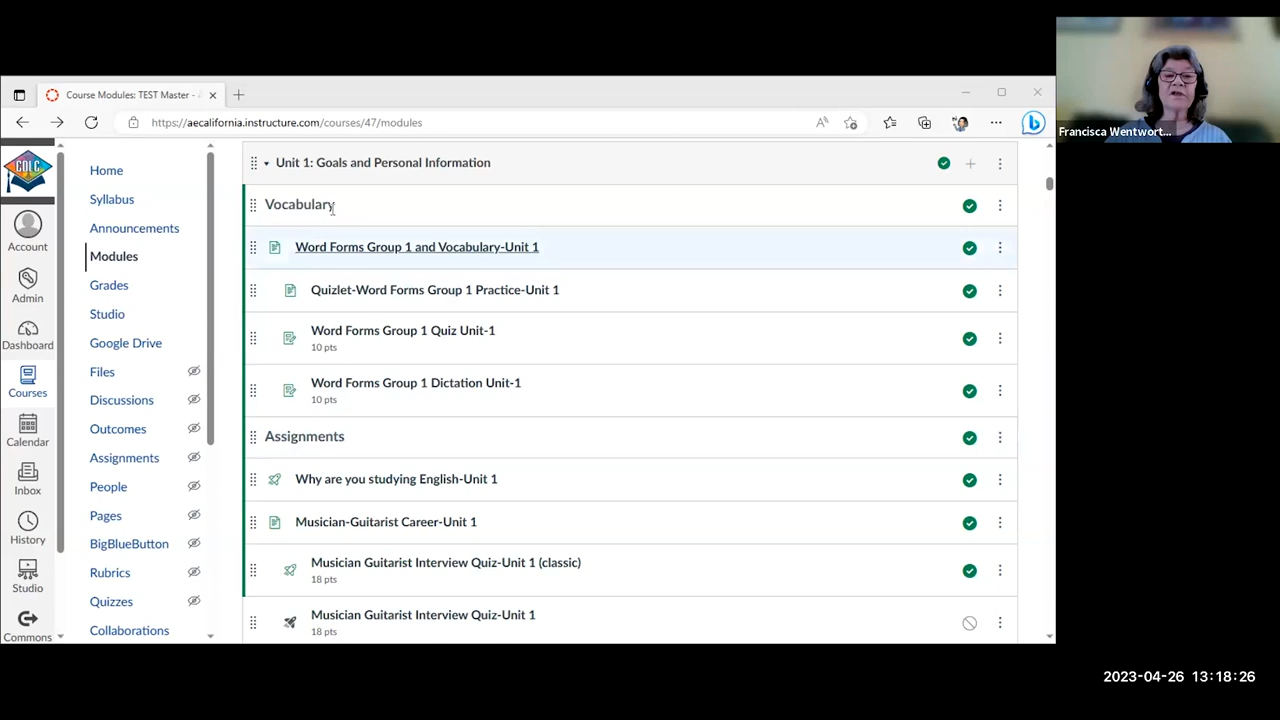 Course Modules: TEST Master -
https://aecalifornia.instructure.com/courses/47/modules
Francisca Wentwort...
COLC
Account
Admin
Dashboard
Courses
Calendar
Inbox
History
Studio
Commons
Home
Syllabus
Announcements
Modules
Grades
Studio
Google Drive
Files
Discussions
Outcomes
Assignments
People
Pages
BigBlueButton
Rubrics
Quizzes
Collaborations
Unit 1: Goals and Personal Information
Vocabulary
Word Forms Group 1 and Vocabulary-Unit 1
Quizlet-Word Forms Group 1 Practice-Unit 1
Word Forms Group 1 Quiz Unit-1
10 pts
Word Forms Group 1 Dictation Unit-1
10 pts
Assignments
Why are you studying English-Unit 1
Musician-Guitarist Career-Unit 1
Musician Guitarist Interview Quiz-Unit 1 (classic)
18 pts
Musician Guitarist Interview Quiz-Unit 1
18 pts
2023-04-26 13:18:26